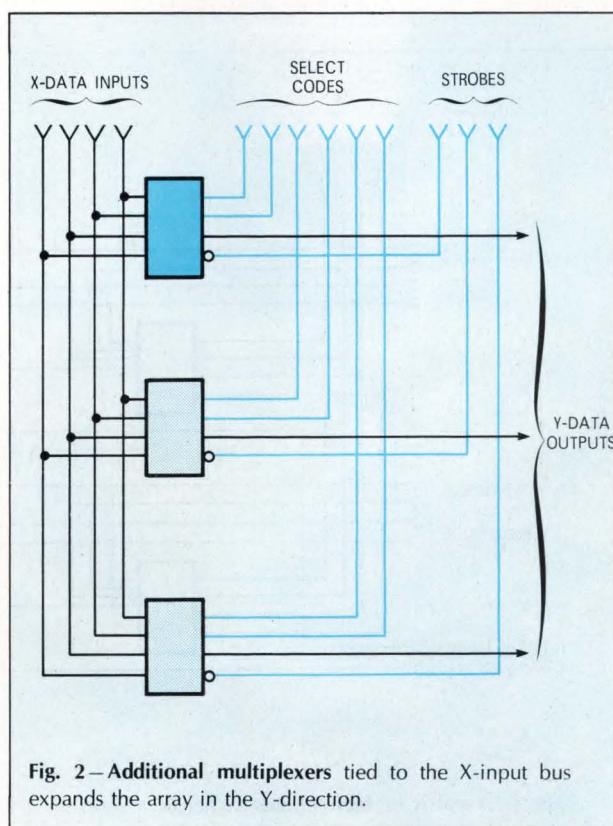 X-DATA INPUTS
SELECT
CODES
STROBES
Y-DATA
OUTPUTS
Fig. 2—Additional multiplexers tied to the X-input bus
expands the array in the Y-direction.